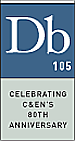 Db
105
CELEBRATING
C&EN'S
80TH
ANNIVERSARY